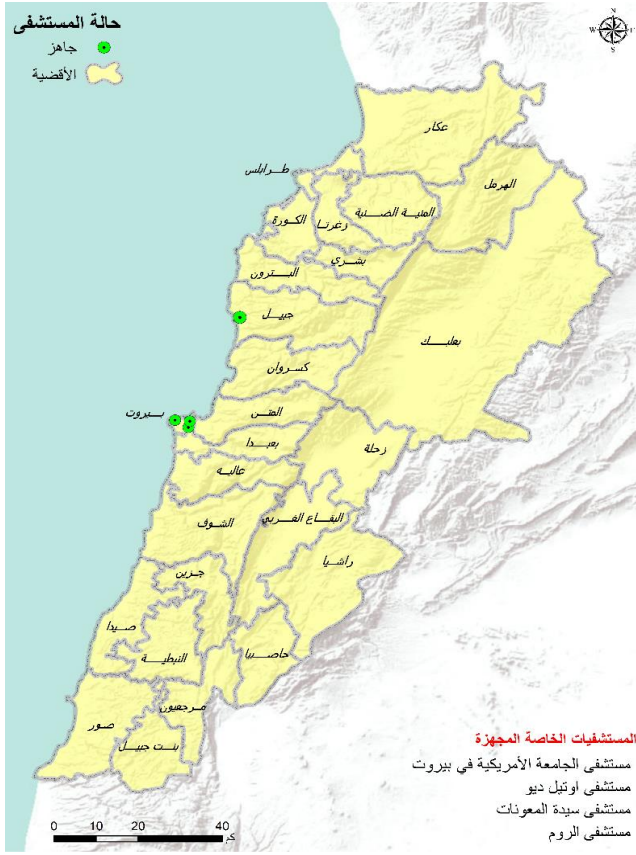 N
W
E
S
حالة المستشفى
جاهز
الأقضية
عكار
طرابلس
الهرمل
المنية الضنية
زغرتا
الكورة
بشري
البترون
جبيل
بعلبك
كسروان
المتن
بيروت
بعبدا
زحلة
عاليه
البقاع الغربي
الشوف
راشيا
جزين
صيدا
حاصبيا
النبطية
مرجعيون
صور
بنت جبيل
المستشفيات الخاصة المجهزة
مستشفى الجامعة الأمريكية في بيروت
مستشفى اوتيل ديو
مستشفى سيدة المعونات
مستشفى الروم
0 10 20 40
كم